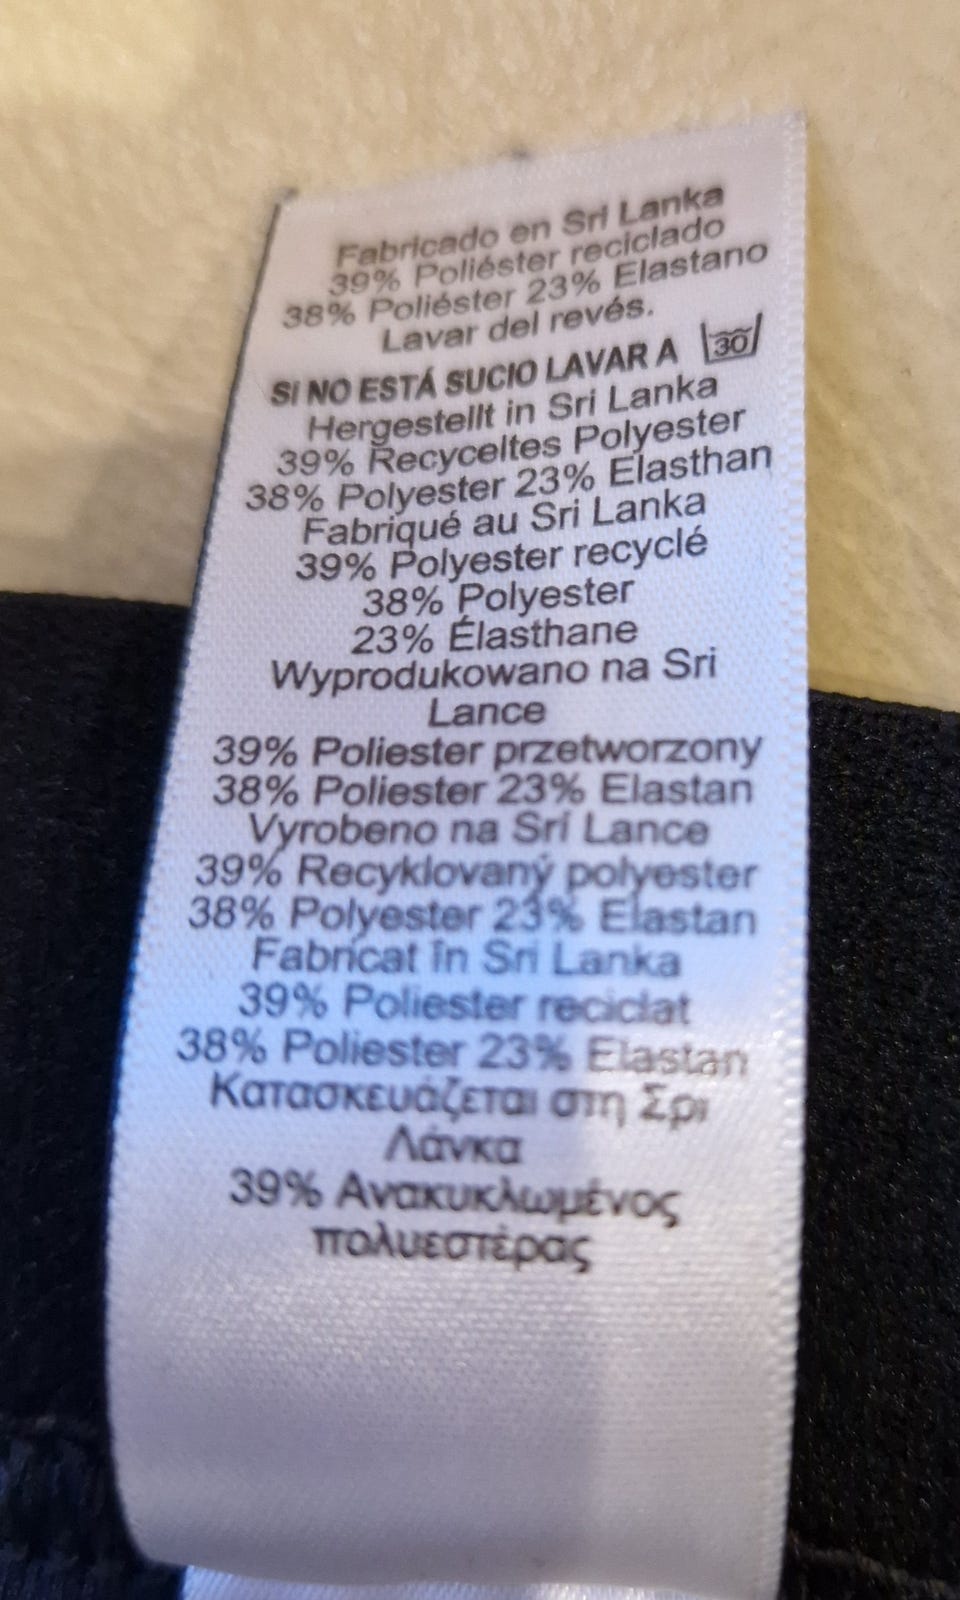 Fabricado en Sri Lanka
39% Poliéster reciclado
38% Poliéster 23% Elastano
Lavar del revés.
SI NO ESTÁ SUCIO LAVAR A 30
Hergestellt in Sri Lanka
39% Recyceltes Polyester
38% Polyester 23% Elasthan
Fabriqué au Sri Lanka
39% Polyester recyclé
38% Polyester
23% Élasthane
Wyprodukowano na Sri
Lance
39% Poliester przetworzony
38% Poliester 23% Elastan
Vyrobeno na Srí Lance
39% Recyklovaný polyester
38% Polyester 23% Elastan
Fabricat în Sri Lanka
39% Poliester reciclat
38% Poliester 23% Elastan
Κατασκευάζεται στη Σρι
Λάνκα
39% Ανακυκλωμένος
πολυεστέρας